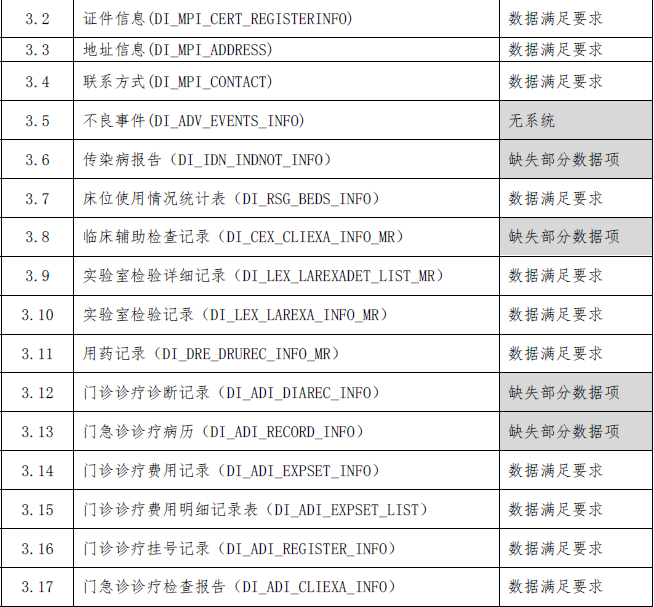 3.2 证件信息(DI_MPI_CERT_REGISTERINFO) 数据满足要求
3.3 地址信息(DI_MPI_ADDRESS) 数据满足要求
3.4 联系方式(DI_MPI_CONTACT) 数据满足要求
3.5 不良事件(DI_ADV_EVENTS_INFO) 无系统
3.6 传染病报告（DI_IDN_INDNOT_INFO） 缺失部分数据项
3.7 床位使用情况统计表（DI_RSG_BEDS_INFO） 数据满足要求
3.8 临床辅助检查记录（DI_CEX_CLIEXA_INFO_MR） 缺失部分数据项
3.9 实验室检验详细记录（DI_LEX_LAREXADET_LIST_MR） 数据满足要求
3.10 实验室检验记录（DI_LEX_LAREXA_INFO_MR） 数据满足要求
3.11 用药记录（DI_DRE_DRUREC_INFO_MR） 数据满足要求
3.12 门诊诊疗诊断记录（DI_ADI_DIAREC_INFO） 缺失部分数据项
3.13 门急诊诊疗病历（DI_ADI_RECORD_INFO） 缺失部分数据项
3.14 门诊诊疗费用记录（DI_ADI_EXPSET_INFO） 数据满足要求
3.15 门诊诊疗费用明细记录表（DI_ADI_EXPSET_LIST） 数据满足要求
3.16 门诊诊疗挂号记录（DI_ADI_REGISTER_INFO） 数据满足要求
3.17 门急诊诊疗检查报告（DI_ADI_CLIEXA_INFO） 数据满足要求